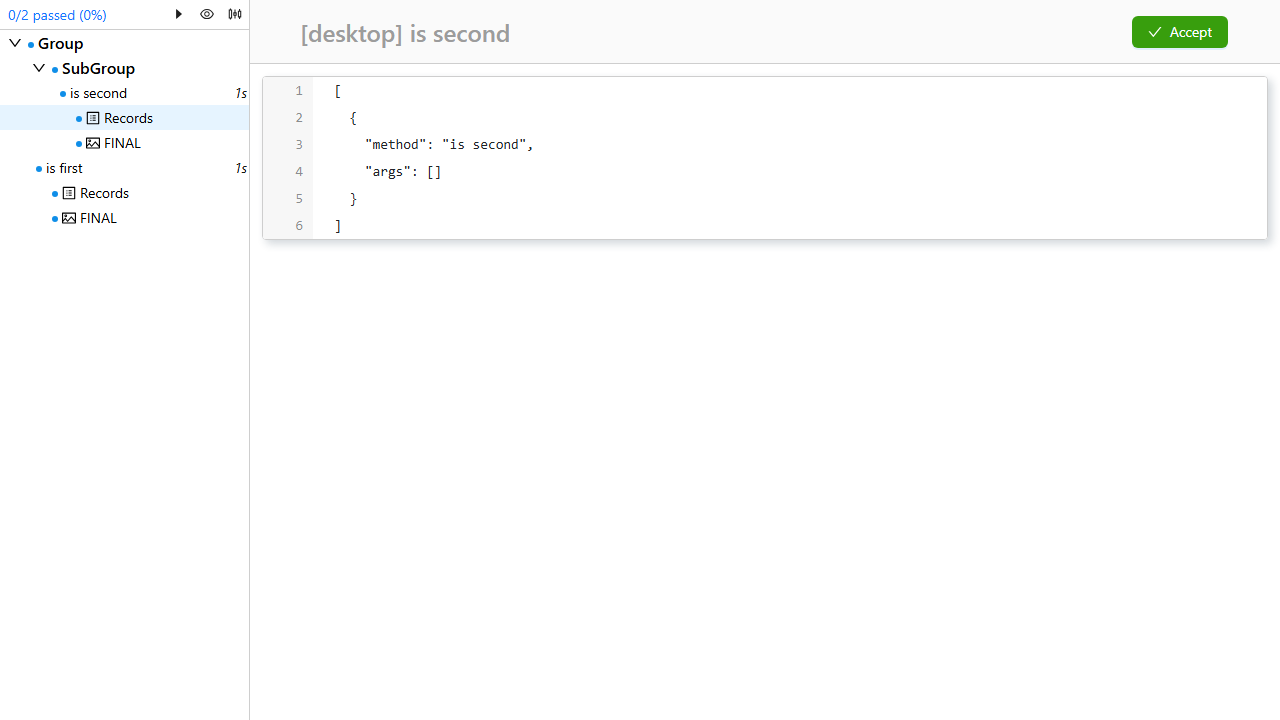 0/2 passed (0%)
Group
SubGroup
is second 1s
Records
FINAL
is first 1s
Records
FINAL
[desktop] is second
Accept
1 [
2 {
3 "method": "is second",
4 "args": []
5 }
6 ]